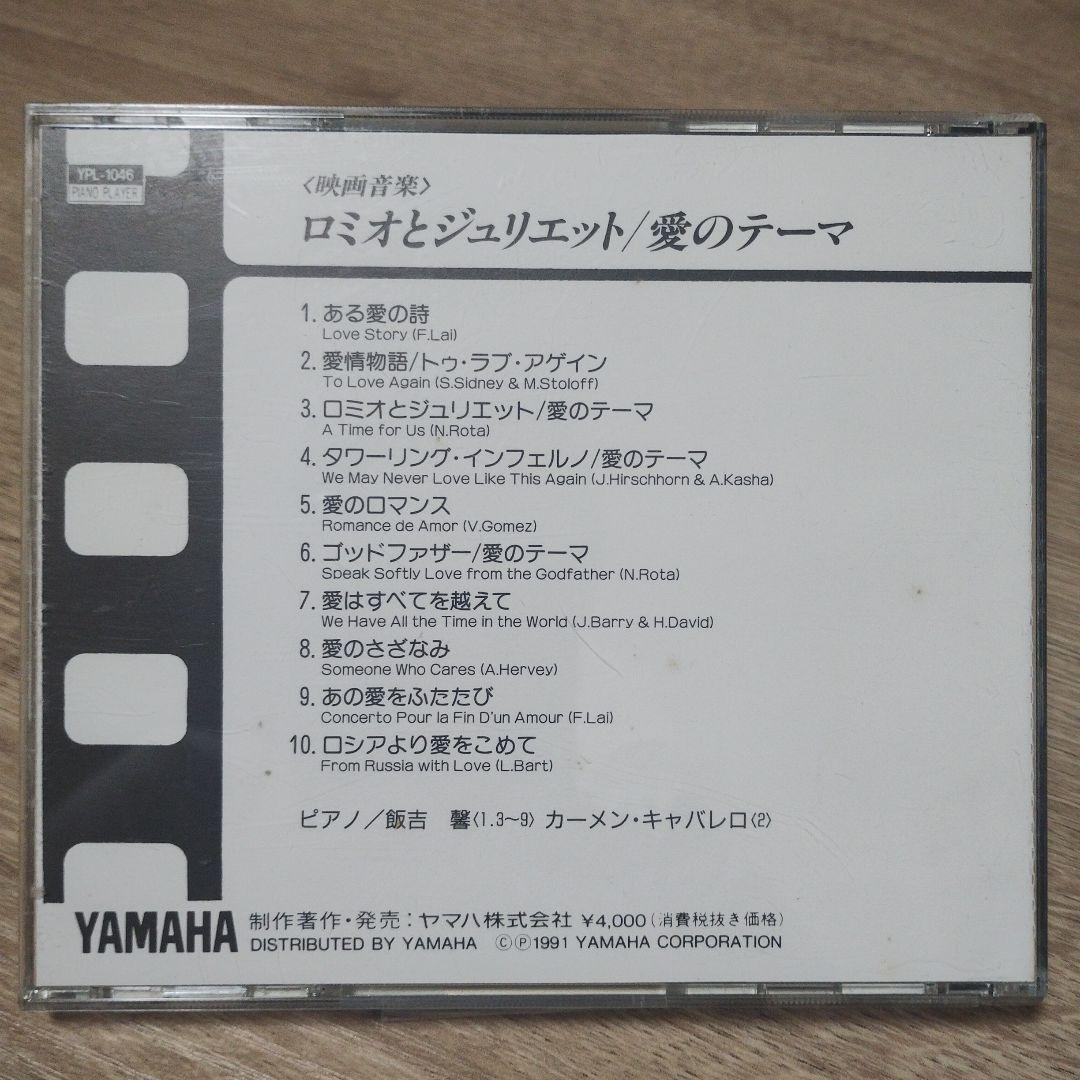 YPL-1046
PIANO PLAYER
〈映画音楽〉
ロミオとジュリエット/愛のテーマ
1. ある愛の詩
Love Story (F.Lai)
2. 愛情物語/トゥ・ラブ・アゲイン
To Love Again (S.Sidney & M.Stoloff)
3. ロミオとジュリエット/愛のテーマ
A Time for Us (N.Rota)
4. タワーリング・インフェルノ/愛のテーマ
We May Never Love Like This Again (J.Hirschhorn & A.Kasha)
5. 愛のロマンス
Romance de Amor (V.Gomez)
6. ゴッドファザー/愛のテーマ
Speak Softly Love from the Godfather (N.Rota)
7. 愛はすべてを越えて
We Have All the Time in the World (J.Barry & H.David)
8. 愛のさざなみ
Someone Who Cares (A.Hervey)
9. あの愛をふたたび
Concerto Pour la Fin D'un Amour (F.Lai)
10. ロシアより愛をこめて
From Russia with Love (L.Bart)
ピアノ/飯吉 馨〈1.3〜9〉 カーメン・キャバレロ〈2〉
YAMAHA 制作著作・発売:ヤマハ株式会社 ¥4,000(消費税抜き価格)
DISTRIBUTED BY YAMAHA ⓒⓅ1991 YAMAHA CORPORATION